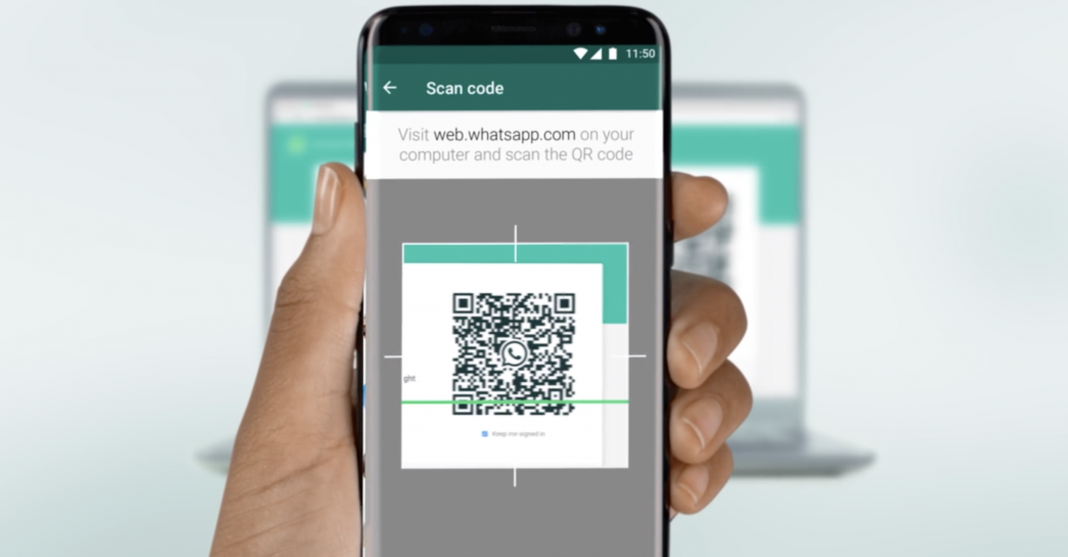 11:50
Scan code
Visit web.whatsapp.com on your
computer and scan the QR code
ght
Keep me signed in